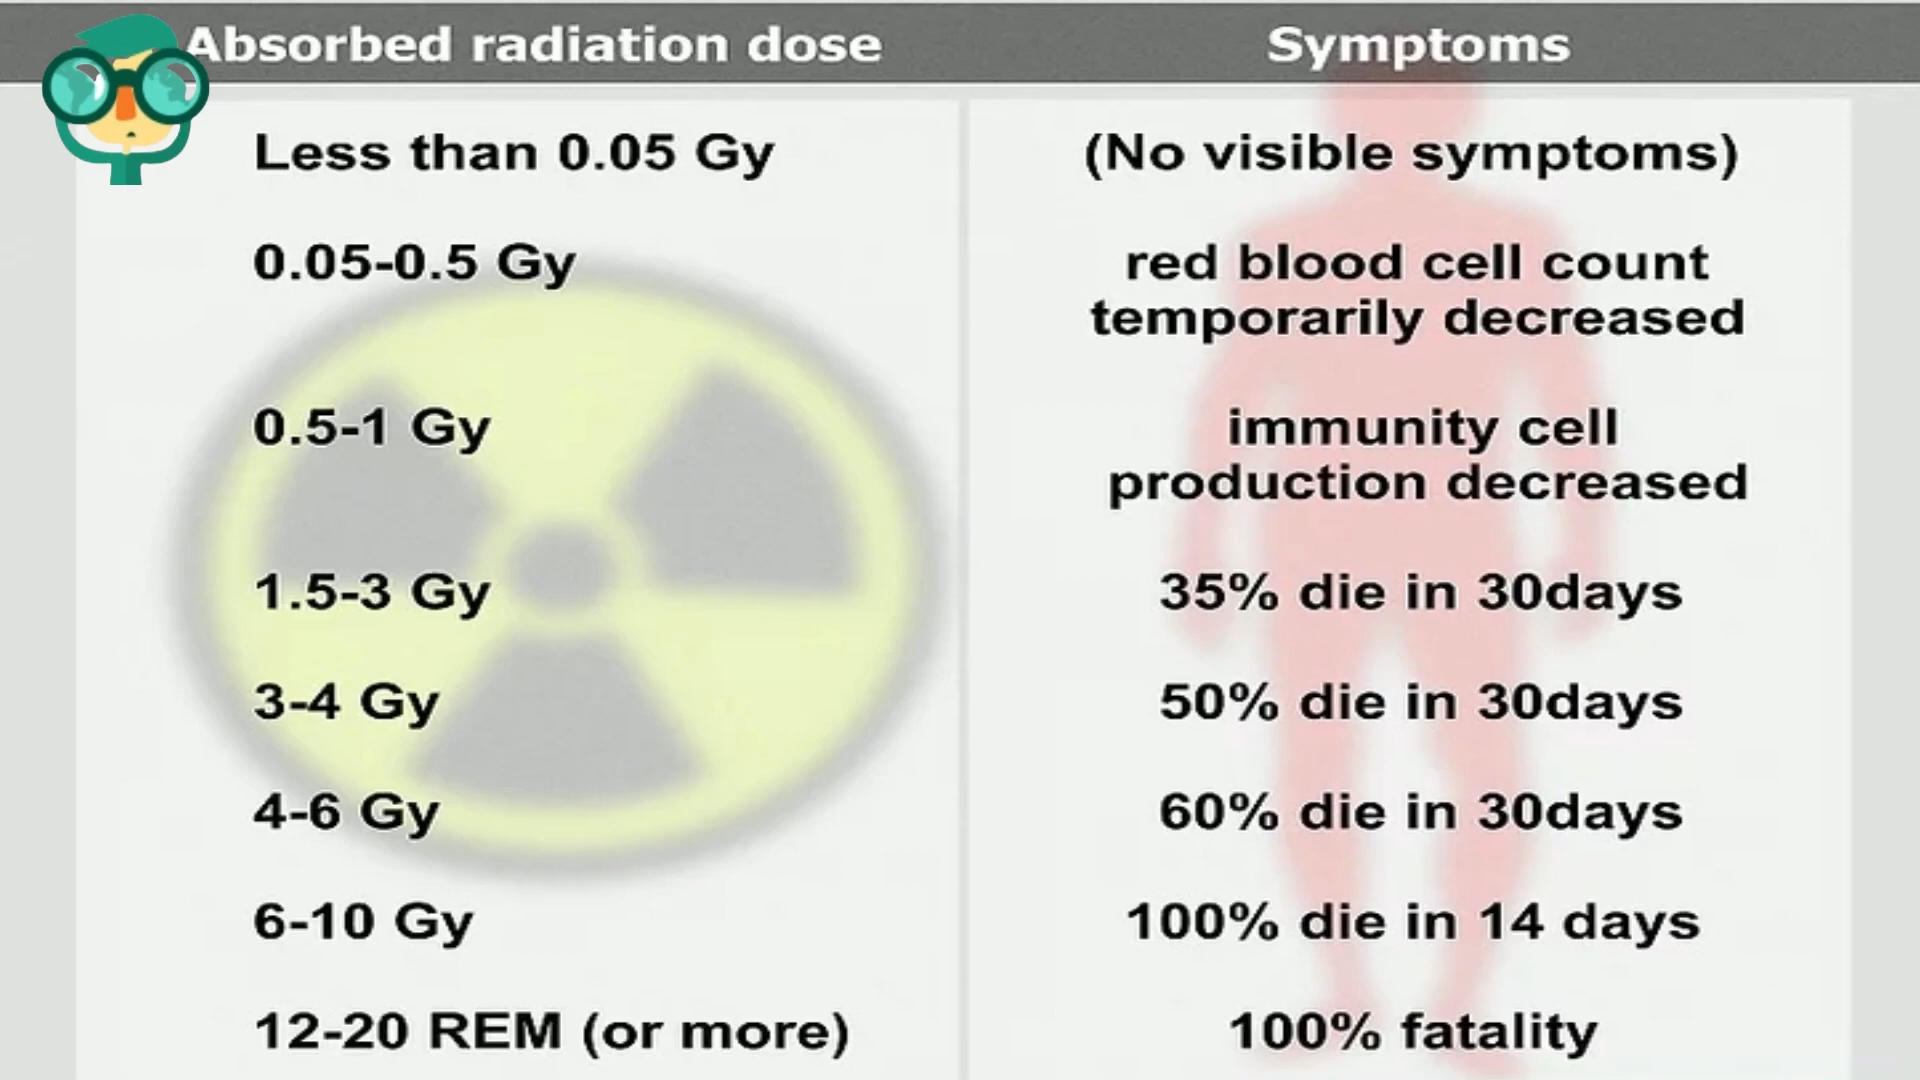 Absorbed radiation dose Symptoms
Less than 0.05 Gy (No visible symptoms)
0.05-0.5 Gy red blood cell count
temporarily decreased
0.5-1 Gy immunity cell
production decreased
1.5-3 Gy 35% die in 30days
3-4 Gy 50% die in 30days
4-6 Gy 60% die in 30days
6-10 Gy 100% die in 14 days
12-20 REM (or more) 100% fatality